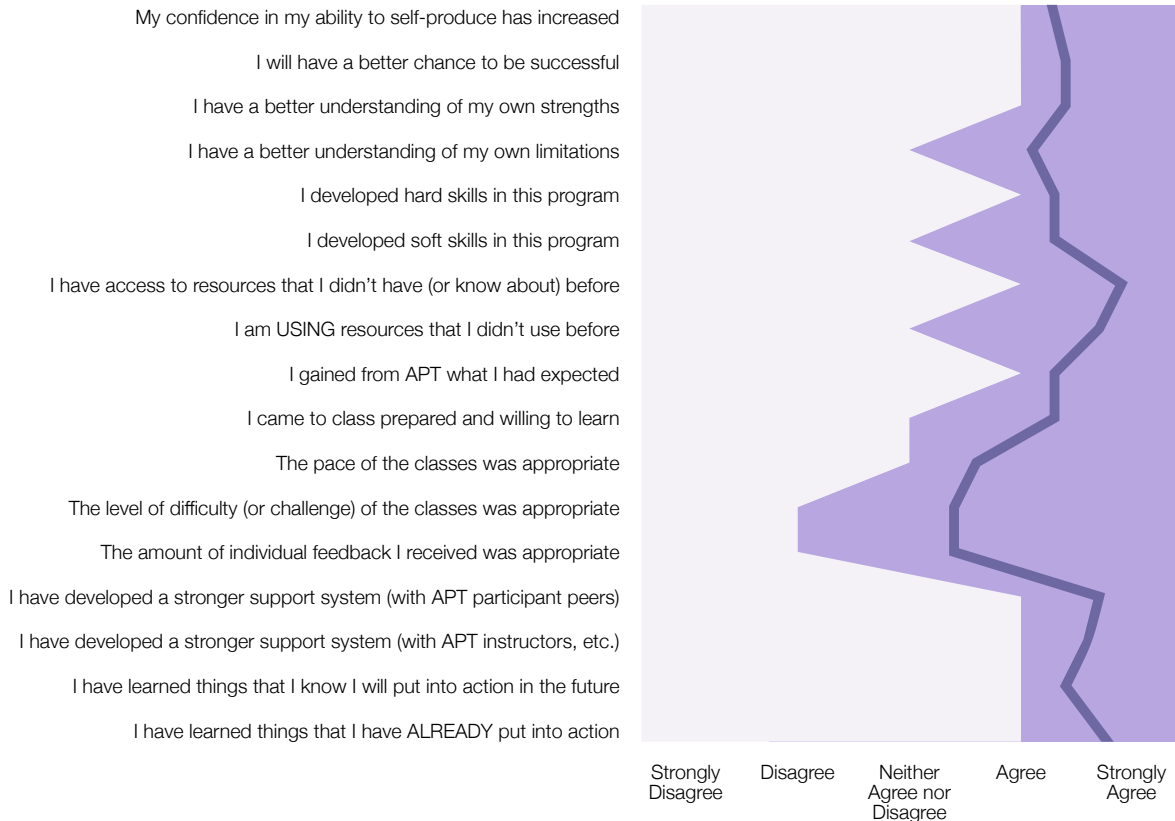 My confidence in my ability to self-produce has increased
I will have a better chance to be successful
I have a better understanding of my own strengths
I have a better understanding of my own limitations
I developed hard skills in this program
I developed soft skills in this program
I have access to resources that I didn’t have (or know about) before
I am USING resources that I didn’t use before
I gained from APT what I had expected
I came to class prepared and willing to learn
The pace of the classes was appropriate
The level of difficulty (or challenge) of the classes was appropriate
The amount of individual feedback I received was appropriate
I have developed a stronger support system (with APT participant peers)
I have developed a stronger support system (with APT instructors, etc.)
I have learned things that I know I will put into action in the future
I have learned things that I have ALREADY put into action
Strongly
Disagree
Disagree
Neither
Agree nor
Disagree
Agree
Strongly
Agree